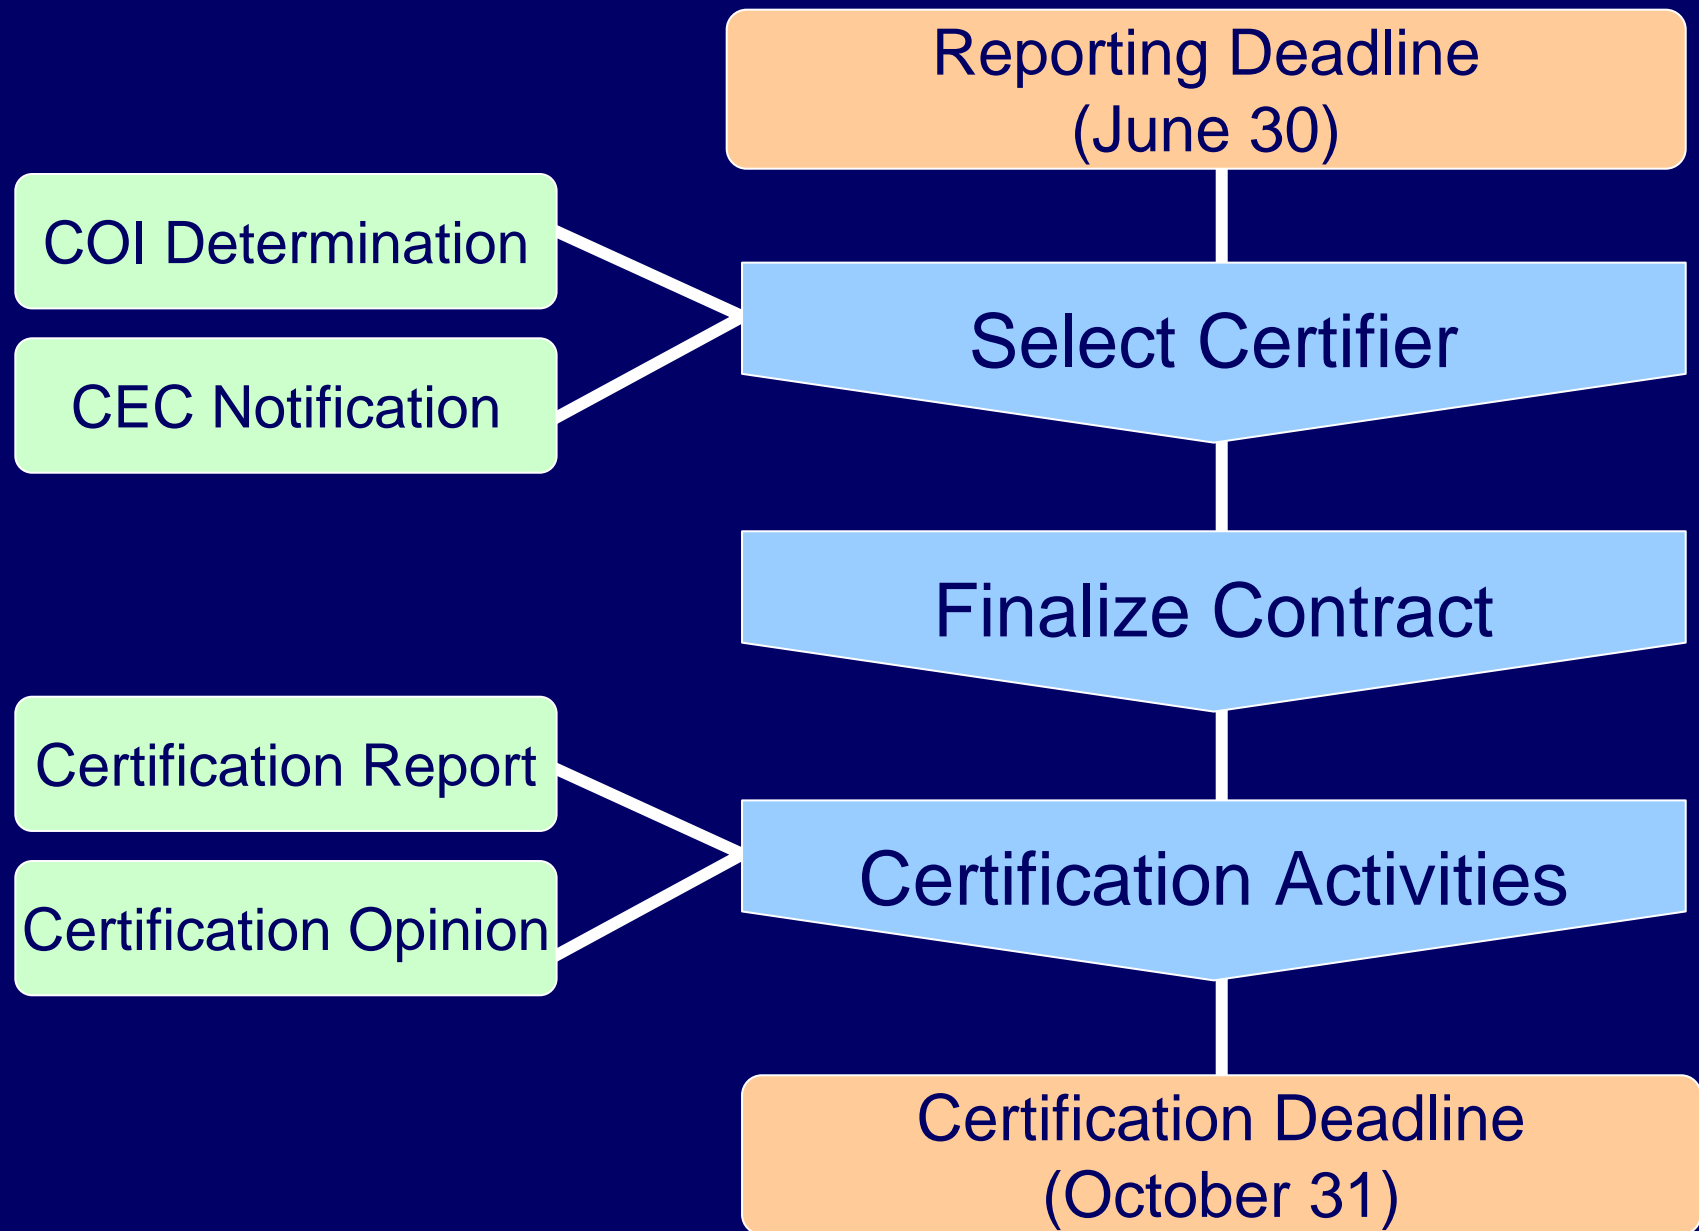 Reporting Deadline
(June 30)
COI Determination
CEC Notification
Select Certifier
Finalize Contract
Certification Report
Certification Opinion
Certification Activities
Certification Deadline
(October 31)